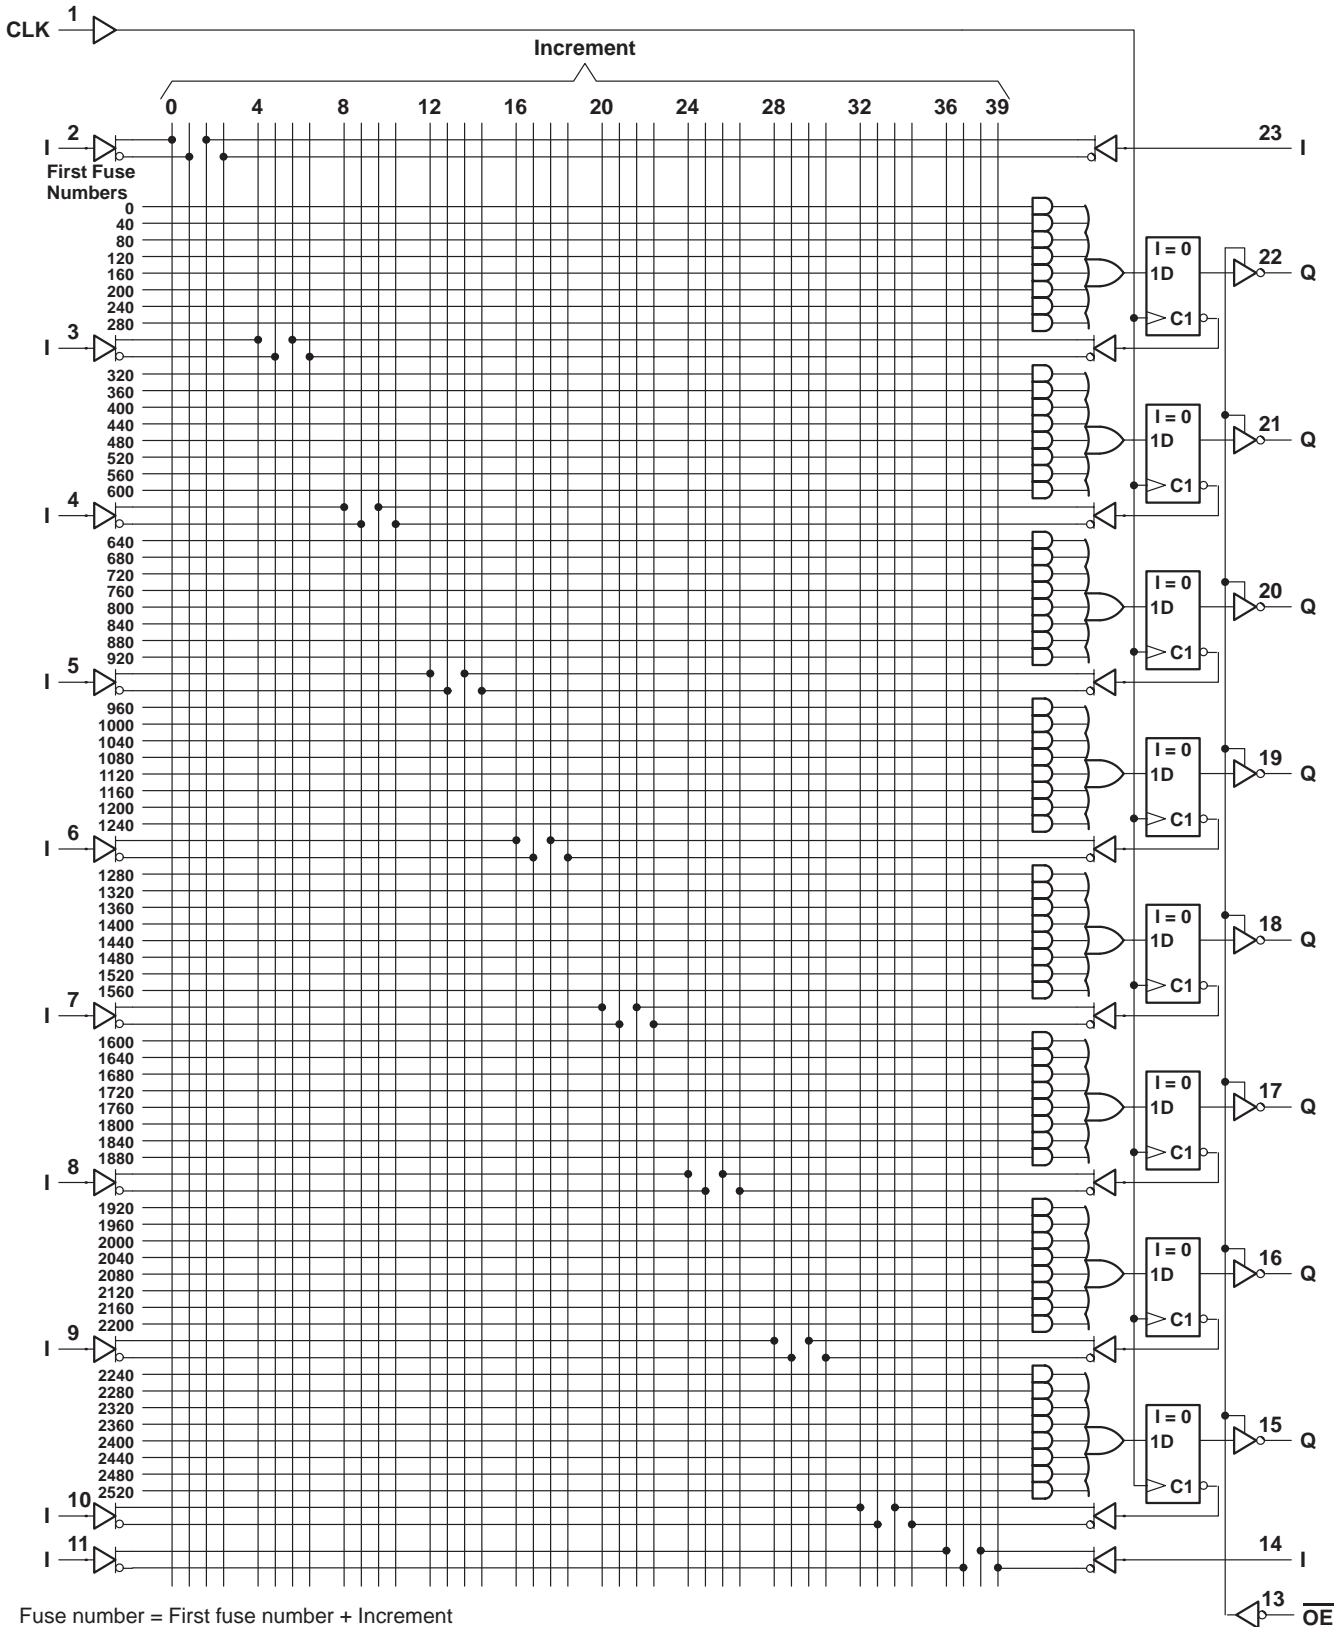 1
CLK
Increment
0 4 8 12 16 20 24 28 32 36 39
2 23
I I
First Fuse
Numbers
0
40
80
I = 0
120 22
160 1D Q
200
240
280 C1
3
I
320
360
400
I = 0
440 21
480 1D Q
520
560
600 C1
4
I
640
680
720
I = 0
760 20
800 1D Q
840
880
920 C1
5
I
960
1000
1040
I = 0
1080 19
1120 1D Q
1160
1200
1240 C1
6
I
1280
1320
1360
I = 0
1400 18
1440 1D Q
1480
1520
1560 C1
7
I
1600
1640
1680
I = 0
1720 17
1760 1D Q
1800
1840
1880 C1
8
I
1920
1960
2000
I = 0
2040 16
2080 1D Q
2120
2160
2200 C1
9
I
2240
2280
2320
I = 0
2360 15
2400 1D Q
2440
2480
2520 C1
10
I
11 14
I I
13
Fuse number = First fuse number + Increment OE